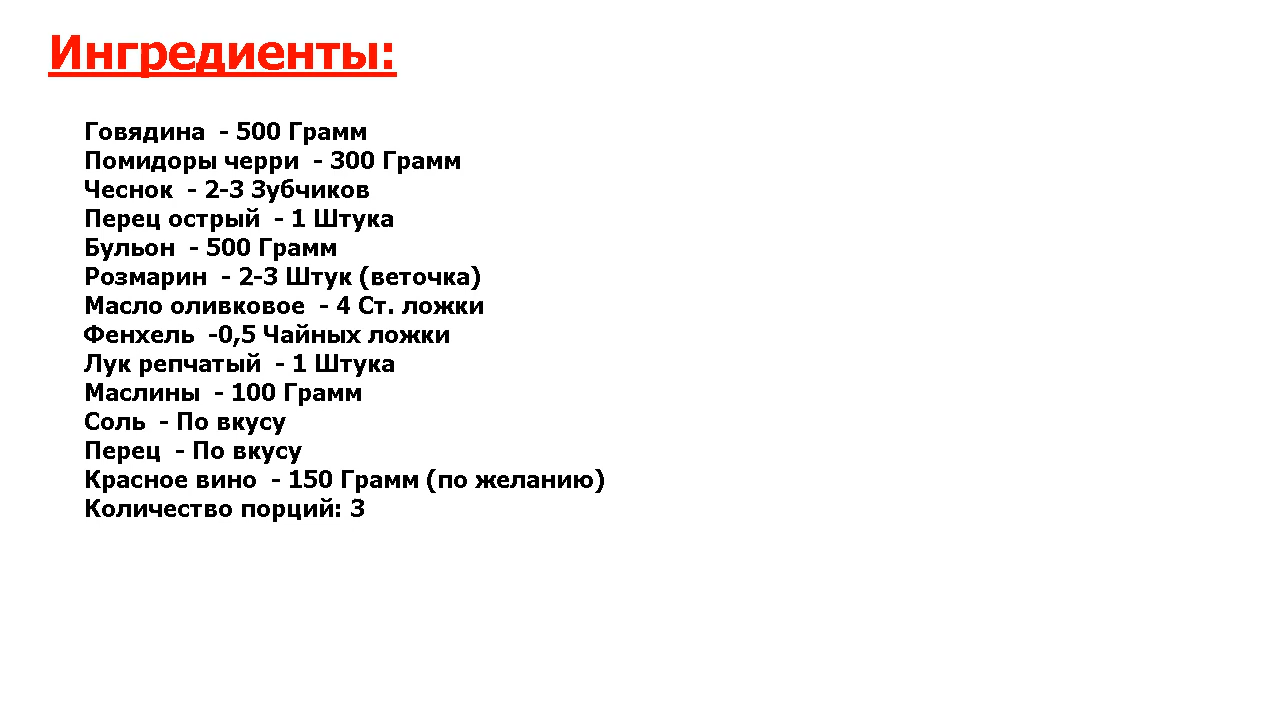 Ингредиенты:
Говядина - 500 Грамм
Помидоры черри - 300 Грамм
Чеснок - 2-3 Зубчиков
Перец острый - 1 Штука
Бульон - 500 Грамм
Розмарин - 2-3 Штук (веточка)
Масло оливковое - 4 Ст. ложки
Фенхель -0,5 Чайных ложки
Лук репчатый - 1 Штука
Маслины - 100 Грамм
Соль - По вкусу
Перец - По вкусу
Красное вино - 150 Грамм (по желанию)
Количество порций: 3